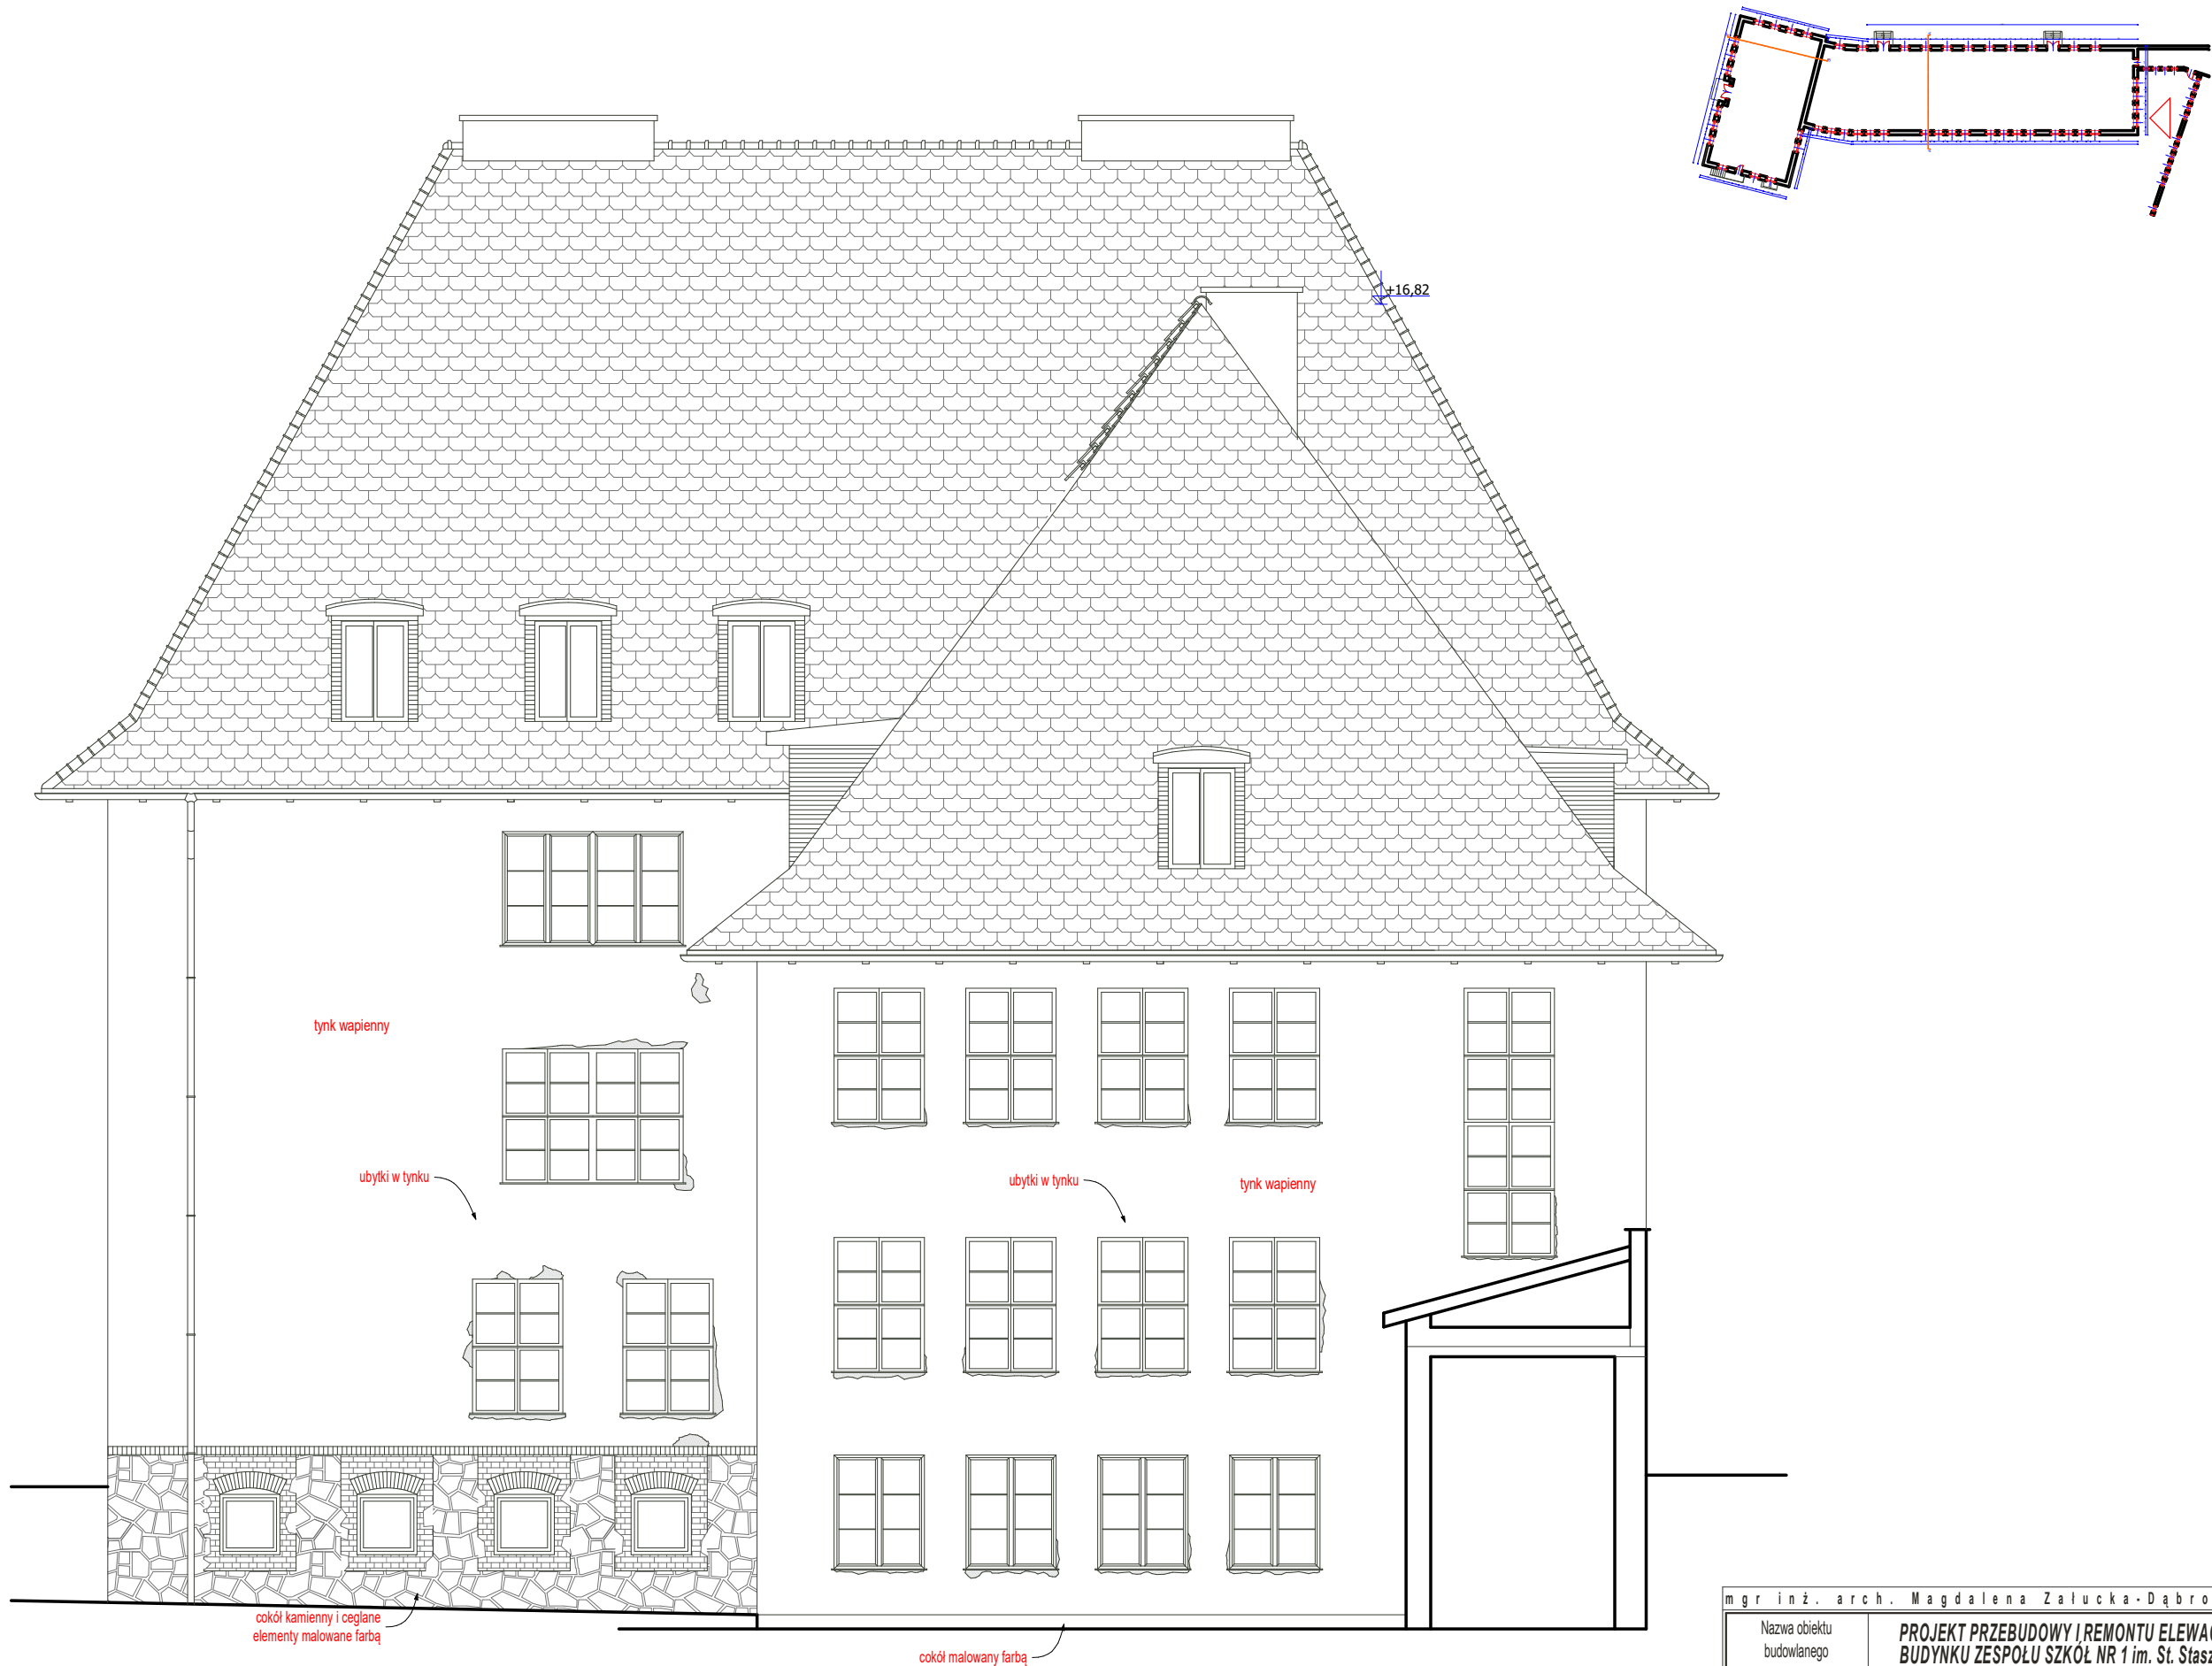 +16,82
tynk wapienny
ubytki w tynku
ubytki w tynku
tynk wapienny
cokół kamienny i ceglane
elementy malowane farbą
cokół malowany farbą
mgr inż. arch. Magdalena Załucka-Dąbro
Nazwa obiektu
budowlanego
PROJEKT PRZEBUDOWY I REMONTU ELEWAC
BUDYNKU ZESPOŁU SZKÓŁ NR 1 im. St. Stasz